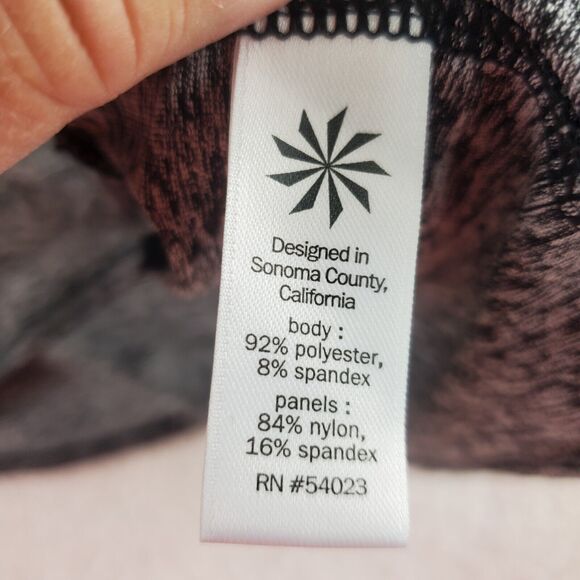 Designed in
Sonoma County,
California
body :
92% polyester,
8% spandex
panels :
84% nylon,
16% spandex
RN #54023